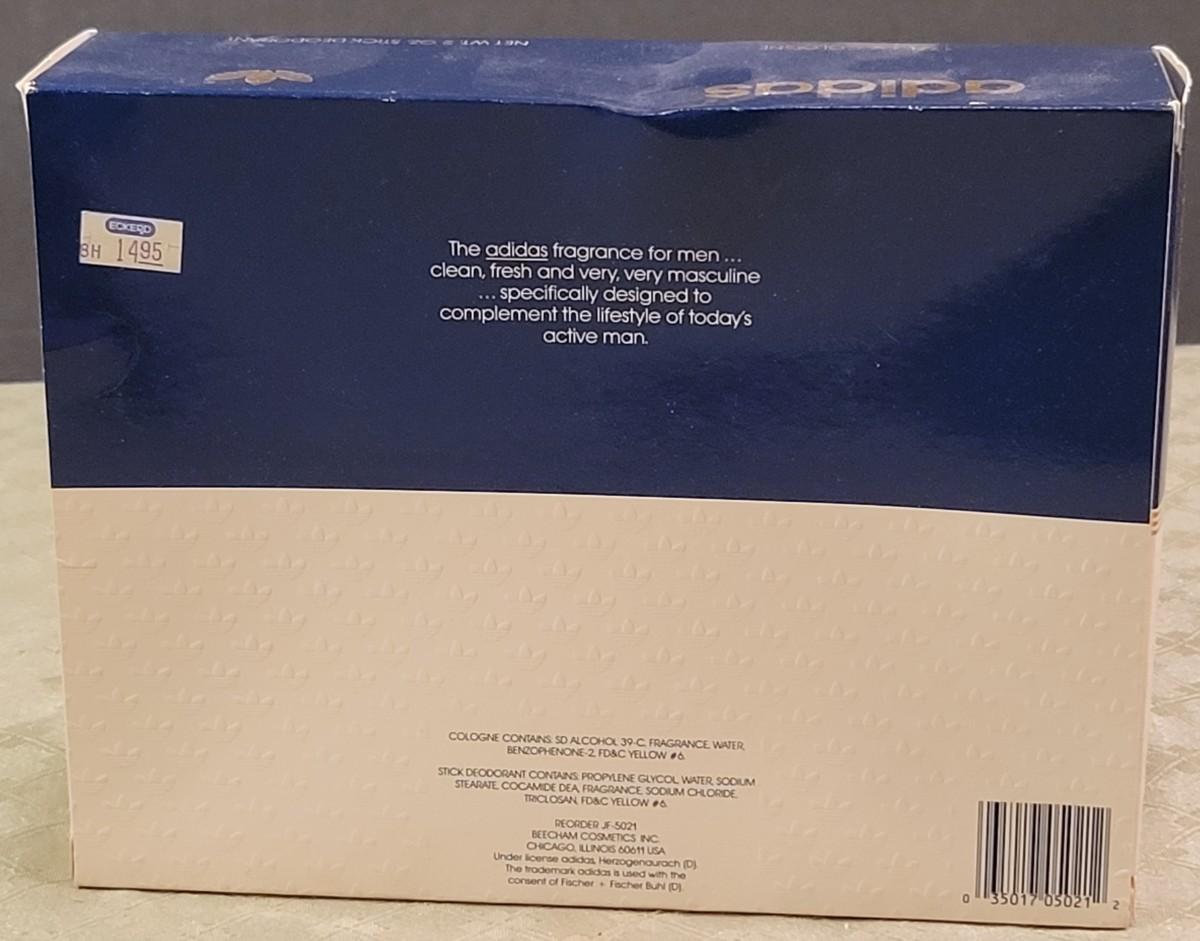 NET WT. 2 OZ. STICK DEODORANT
COLOGNE
adidas
ECKERD
BH 1495
The adidas fragrance for men ...
clean, fresh and very, very masculine
... specifically designed to
complement the lifestyle of today's
active man.
COLOGNE CONTAINS: SD ALCOHOL 39-C, FRAGRANCE, WATER,
BENZOPHENONE-2, FD&C YELLOW #6.
STICK DEODORANT CONTAINS: PROPYLENE GLYCOL, WATER, SODIUM
STEARATE, COCAMIDE DEA, FRAGRANCE, SODIUM CHLORIDE,
TRICLOSAN, FD&C YELLOW #6.
REORDER JF-5021
BEECHAM COSMETICS INC.
CHICAGO, ILLINOIS 60611 USA
Under license adidas, Herzogenaurach (D).
The trademark adidas is used with the
consent of Fischer + Fischer Buhl (D).
0 35017 05021 2